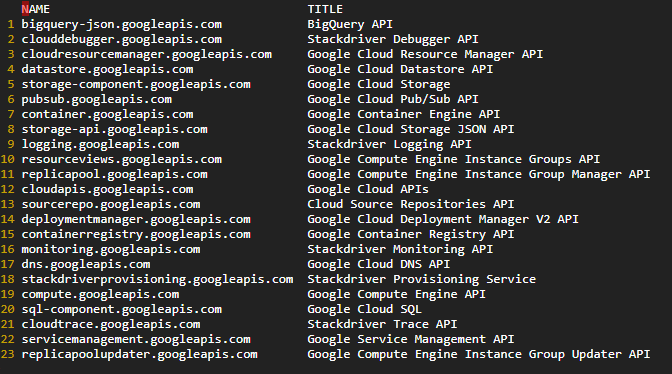 NAME TITLE
1 bigquery-json.googleapis.com BigQuery API
2 clouddebugger.googleapis.com Stackdriver Debugger API
3 cloudresourcemanager.googleapis.com Google Cloud Resource Manager API
4 datastore.googleapis.com Google Cloud Datastore API
5 storage-component.googleapis.com Google Cloud Storage
6 pubsub.googleapis.com Google Cloud Pub/Sub API
7 container.googleapis.com Google Container Engine API
8 storage-api.googleapis.com Google Cloud Storage JSON API
9 logging.googleapis.com Stackdriver Logging API
10 resourceviews.googleapis.com Google Compute Engine Instance Groups API
11 replicapool.googleapis.com Google Compute Engine Instance Group Manager API
12 cloudapis.googleapis.com Google Cloud APIs
13 sourcerepo.googleapis.com Cloud Source Repositories API
14 deploymentmanager.googleapis.com Google Cloud Deployment Manager V2 API
15 containerregistry.googleapis.com Google Container Registry API
16 monitoring.googleapis.com Stackdriver Monitoring API
17 dns.googleapis.com Google Cloud DNS API
18 stackdriverprovisioning.googleapis.com Stackdriver Provisioning Service
19 compute.googleapis.com Google Compute Engine API
20 sql-component.googleapis.com Google Cloud SQL
21 cloudtrace.googleapis.com Stackdriver Trace API
22 servicemanagement.googleapis.com Google Service Management API
23 replicapoolupdater.googleapis.com Google Compute Engine Instance Group Updater API